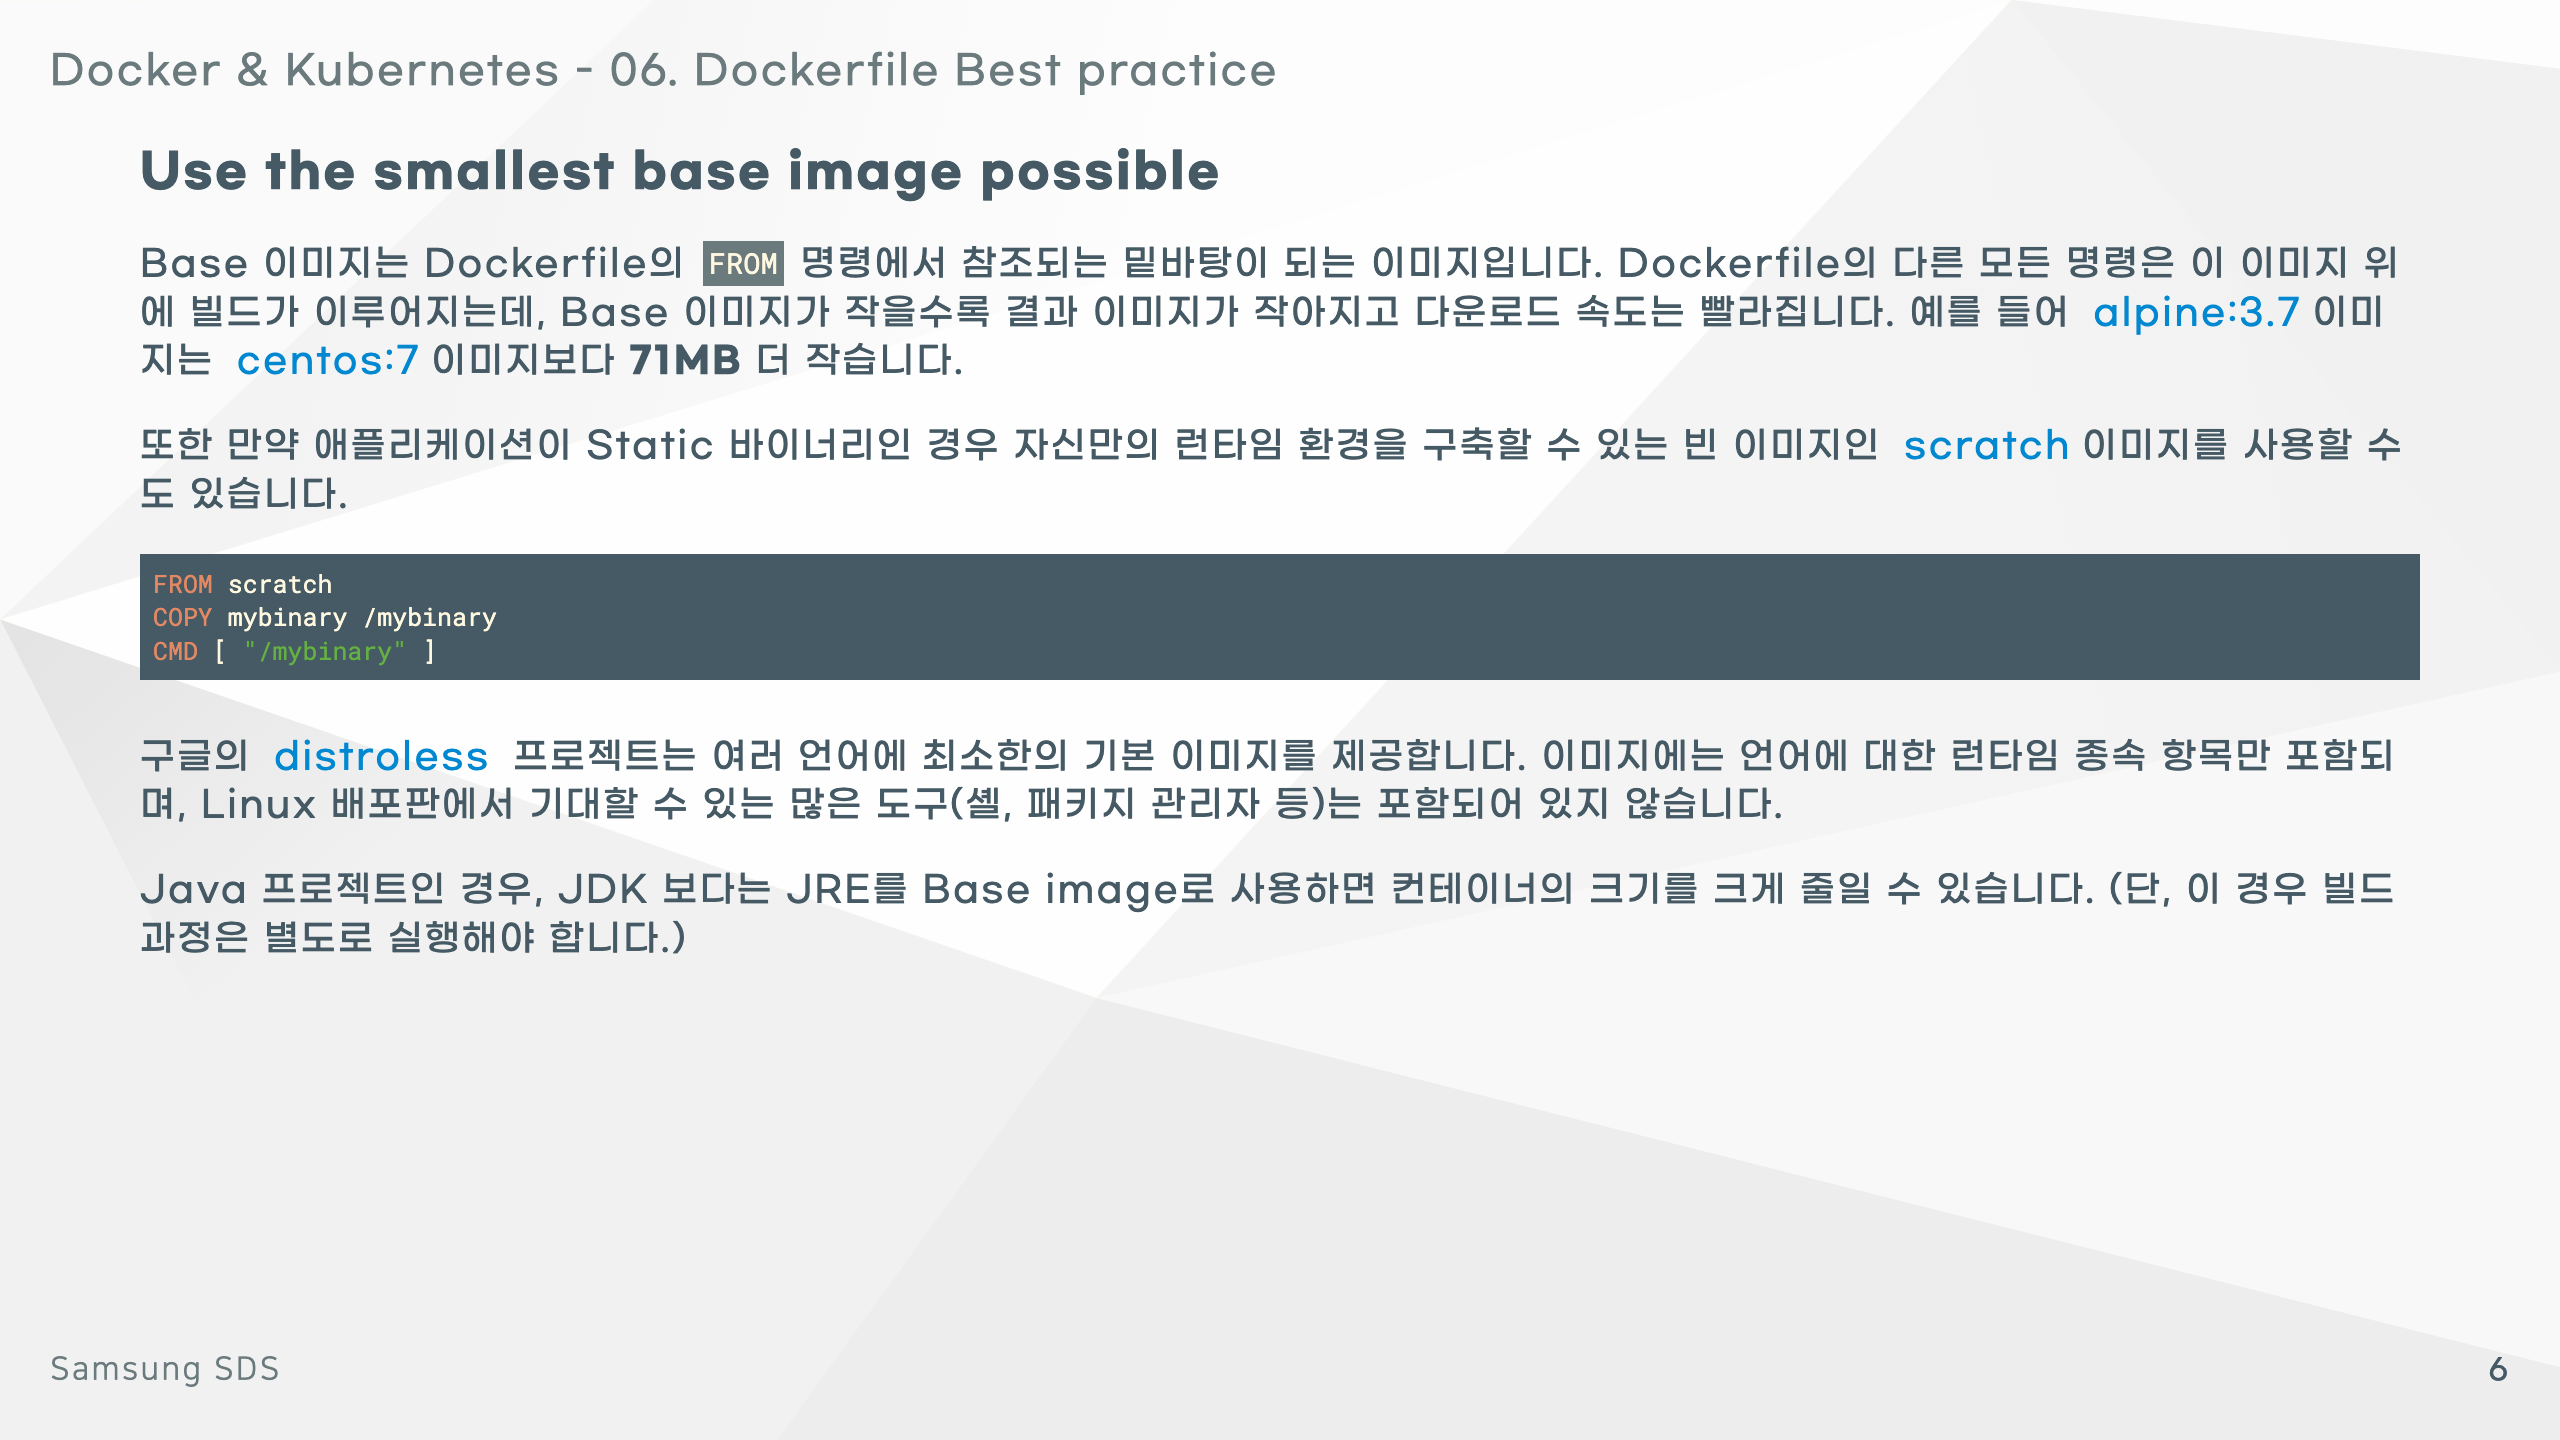 Docker & Kubernetes - 06. Dockerfile Best practice
Use the smallest base image possible
Base 이미지는 Dockerfile의 FROM 명령에서 참조되는 밑바탕이 되는 이미지입니다. Dockerfile의 다른 모든 명령은 이 이미지 위
에 빌드가 이루어지는데, Base 이미지가 작을수록 결과 이미지가 작아지고 다운로드 속도는 빨라집니다. 예를 들어 alpine:3.7 이미
지는 centos:7 이미지보다 71MB 더 작습니다.
또한 만약 애플리케이션이 Static 바이너리인 경우 자신만의 런타임 환경을 구축할 수 있는 빈 이미지인 scratch 이미지를 사용할 수
도 있습니다.
FROM scratch
COPY mybinary /mybinary
CMD [ "/mybinary" ]
구글의 distroless 프로젝트는 여러 언어에 최소한의 기본 이미지를 제공합니다. 이미지에는 언어에 대한 런타임 종속 항목만 포함되
며, Linux 배포판에서 기대할 수 있는 많은 도구(셸, 패키지 관리자 등)는 포함되어 있지 않습니다.
Java 프로젝트인 경우, JDK 보다는 JRE를 Base image로 사용하면 컨테이너의 크기를 크게 줄일 수 있습니다. (단, 이 경우 빌드
과정은 별도로 실행해야 합니다.)
Samsung SDS
6